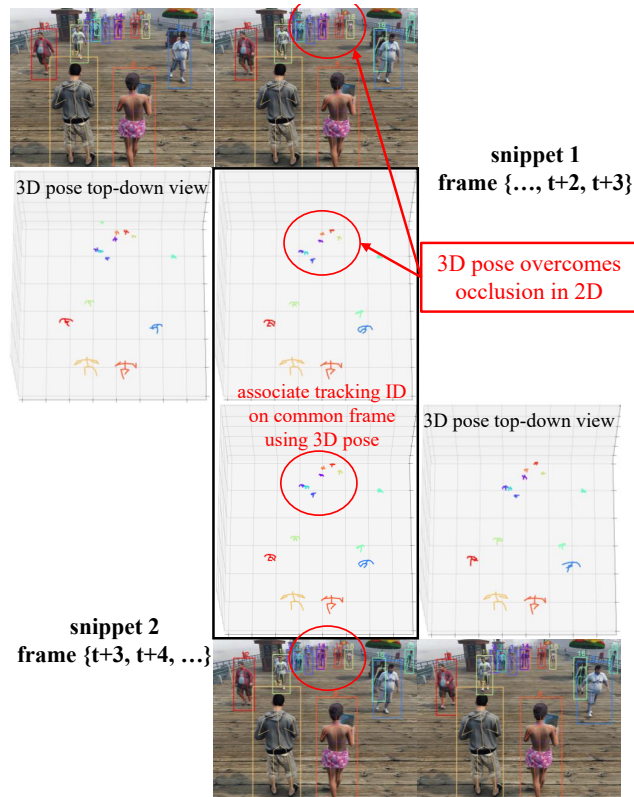 snippet 1
frame {…, t+2, t+3}
3D pose top-down view
3D pose overcomes
occlusion in 2D
associate tracking ID
on common frame
using 3D pose
3D pose top-down view
snippet 2
frame {t+3, t+4, …}